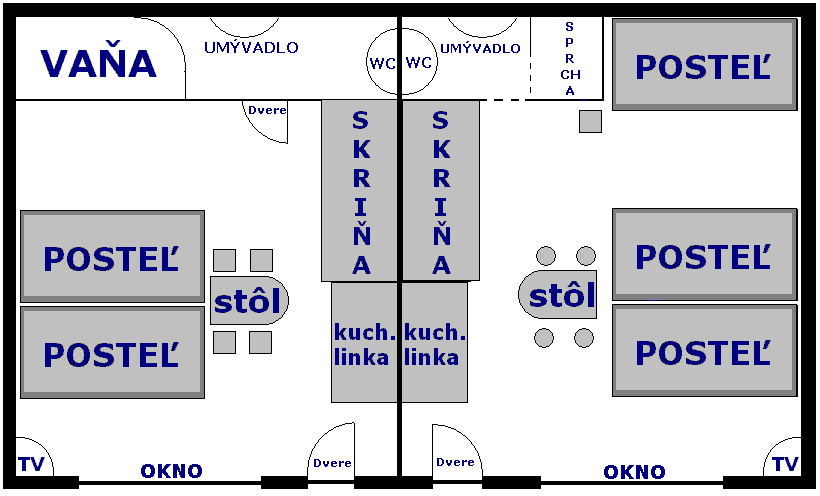 VAŇA
UMÝVADLO
WC
Dvere
SKRIŇA
POSTEĽ
stôl
POSTEĽ
kuch.
linka
TV
OKNO
Dvere
WC
UMÝVADLO
SPRCHA
POSTEĽ
SKRIŇA
POSTEĽ
stôl
POSTEĽ
kuch.
linka
Dvere
OKNO
TV